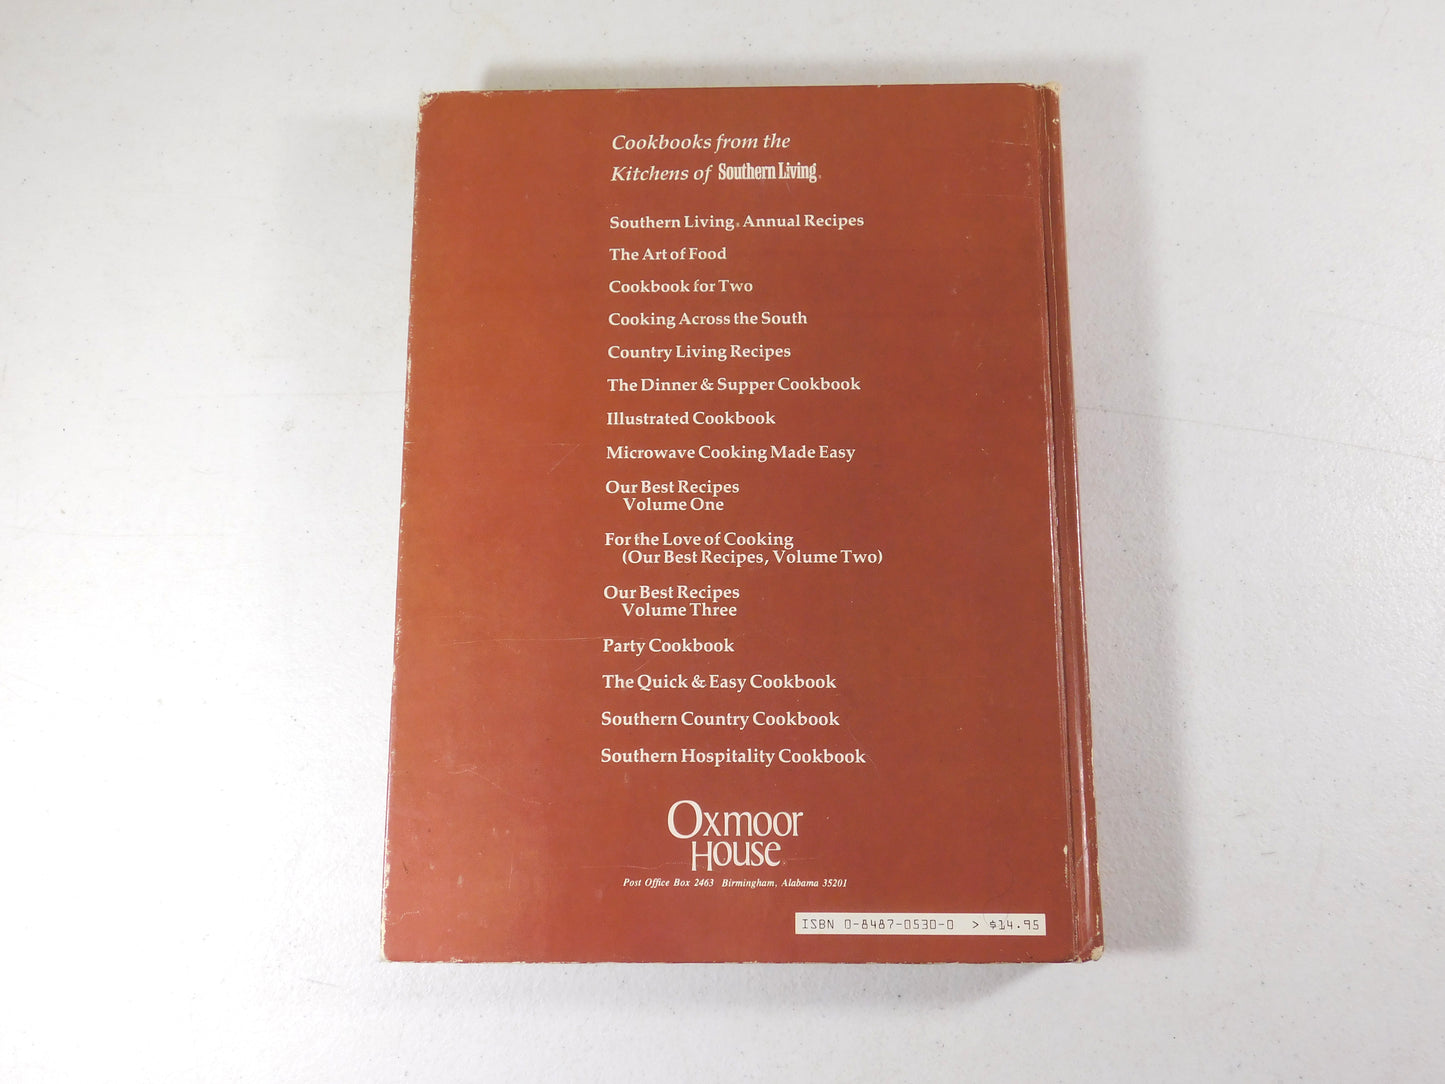 Cookbooks from the
Kitchens of Southern Living®
Southern Living® Annual Recipes
The Art of Food
Cookbook for Two
Cooking Across the South
Country Living Recipes
The Dinner & Supper Cookbook
Illustrated Cookbook
Microwave Cooking Made Easy
Our Best Recipes
Volume One
For the Love of Cooking
(Our Best Recipes, Volume Two)
Our Best Recipes
Volume Three
Party Cookbook
The Quick & Easy Cookbook
Southern Country Cookbook
Southern Hospitality Cookbook
Oxmoor
House
Post Office Box 2463 Birmingham, Alabama 35201
ISBN 0-8487-0530-0 > $14.95